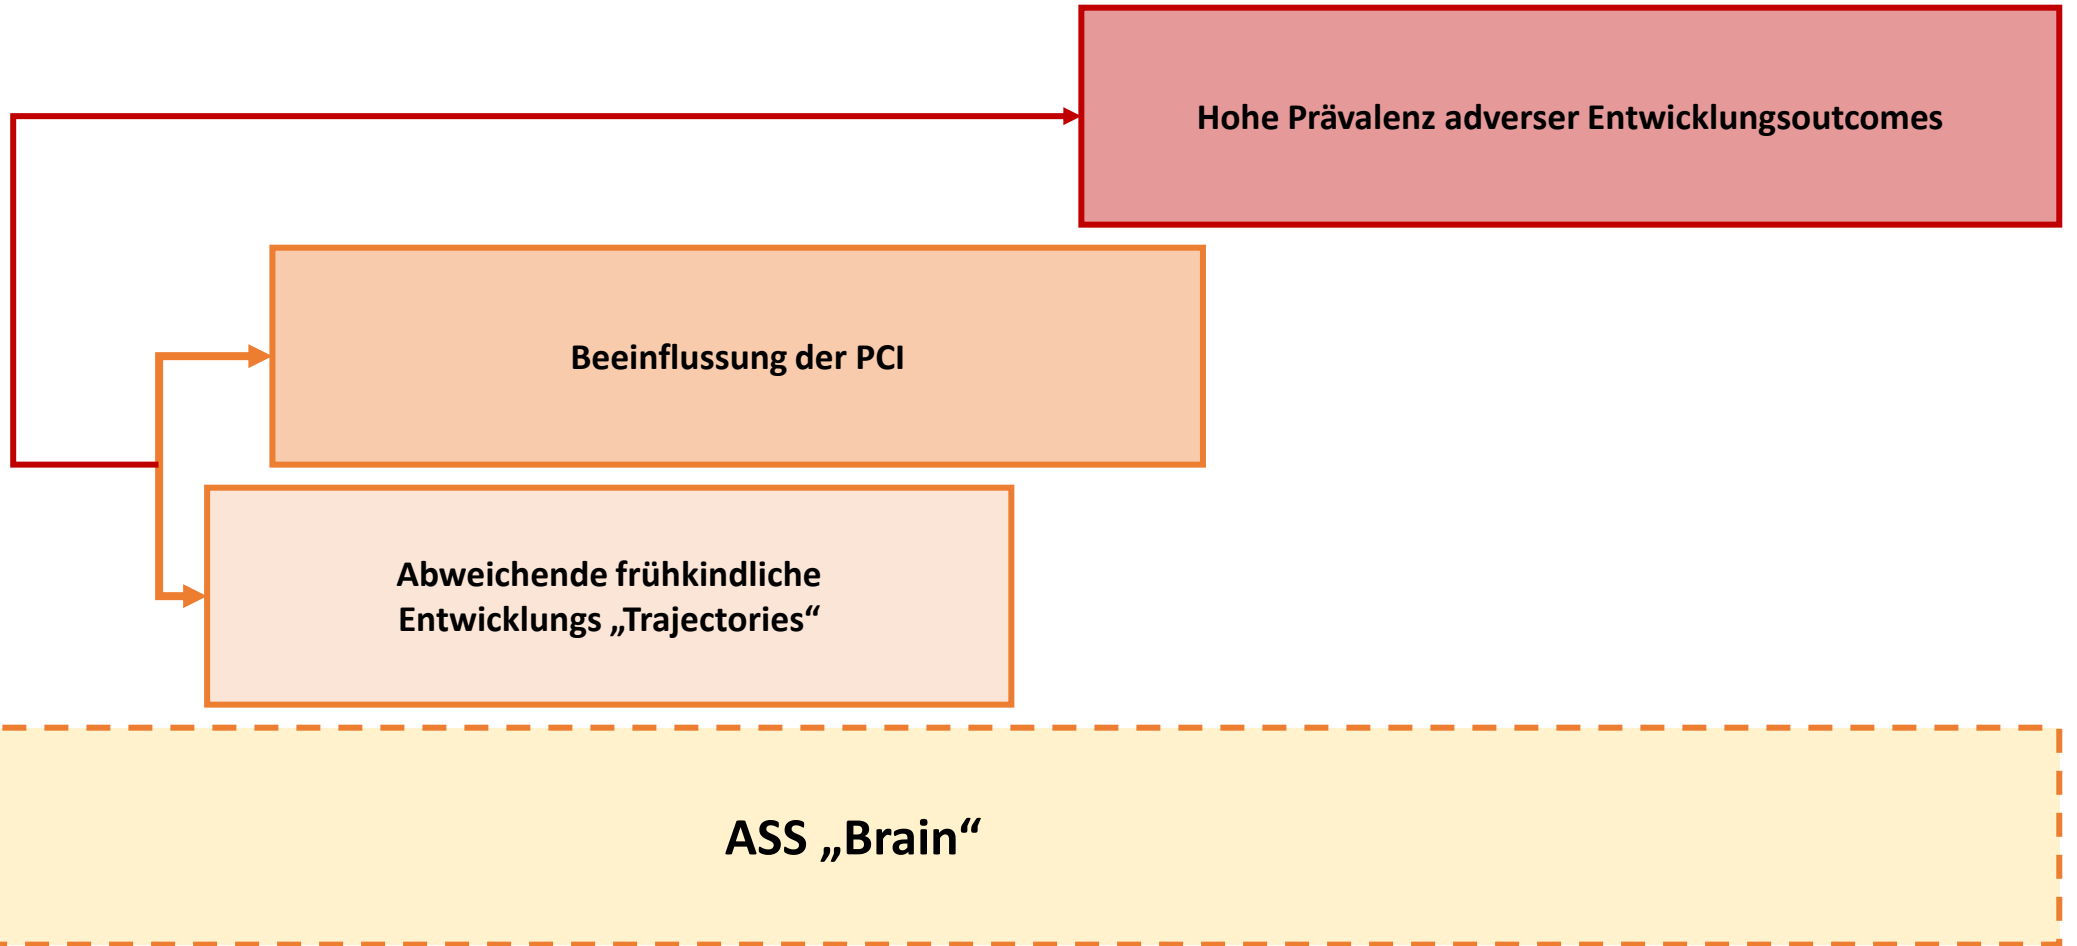 Hohe Prävalenz adverser Entwicklungsoutcomes
Beeinflussung der PCI
Abweichende frühkindliche
Entwicklungs „Trajectories“
ASS „Brain“